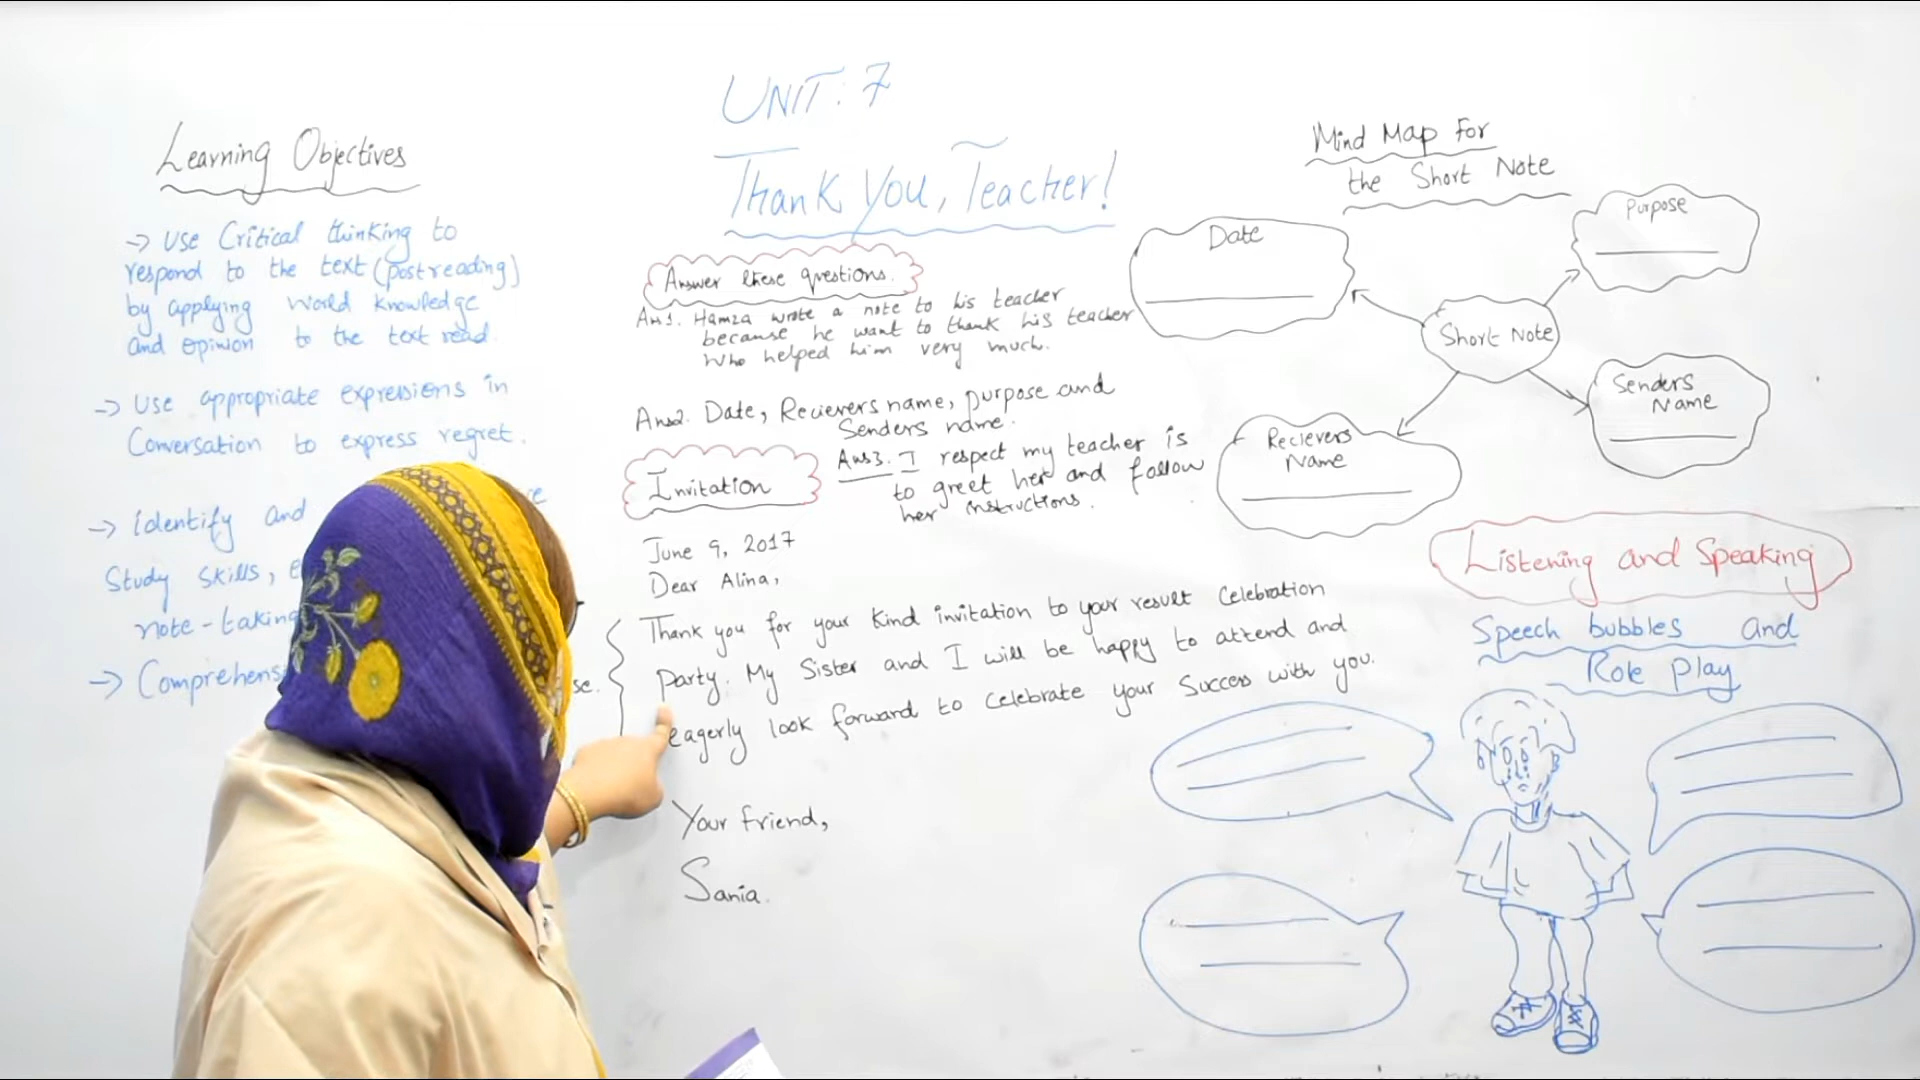 UNIT: 7
Thank You, Teacher!
Learning Objectives
-> Use Critical thinking to
respond to the text (post reading)
by applying world knowledge
and opinion to the text read.
-> Use appropriate expressions in
Conversation to express regret.
-> identify and
Study skills,
note-taking
->
Answer these questions.
Ans1. Hamza wrote a note to his teacher
because he want to thank his teacher
who helped him very much.
Ans2. Date, Recievers name, purpose and
Senders name.
Ans3. I respect my teacher is
to greet her and follow
her instructions.
Invitation
June 9, 2017
Dear Alina,
Thank you for your kind invitation to your result celebration
party. My Sister and I will be happy to attend and
eagerly look forward to celebrate your success with you.
Your friend,
Sania.
Mind Map For
the Short Note
Date
Purpose
Short Note
Senders
Name
Recievers
Name
Listening and Speaking
Speech bubbles and
Role Play